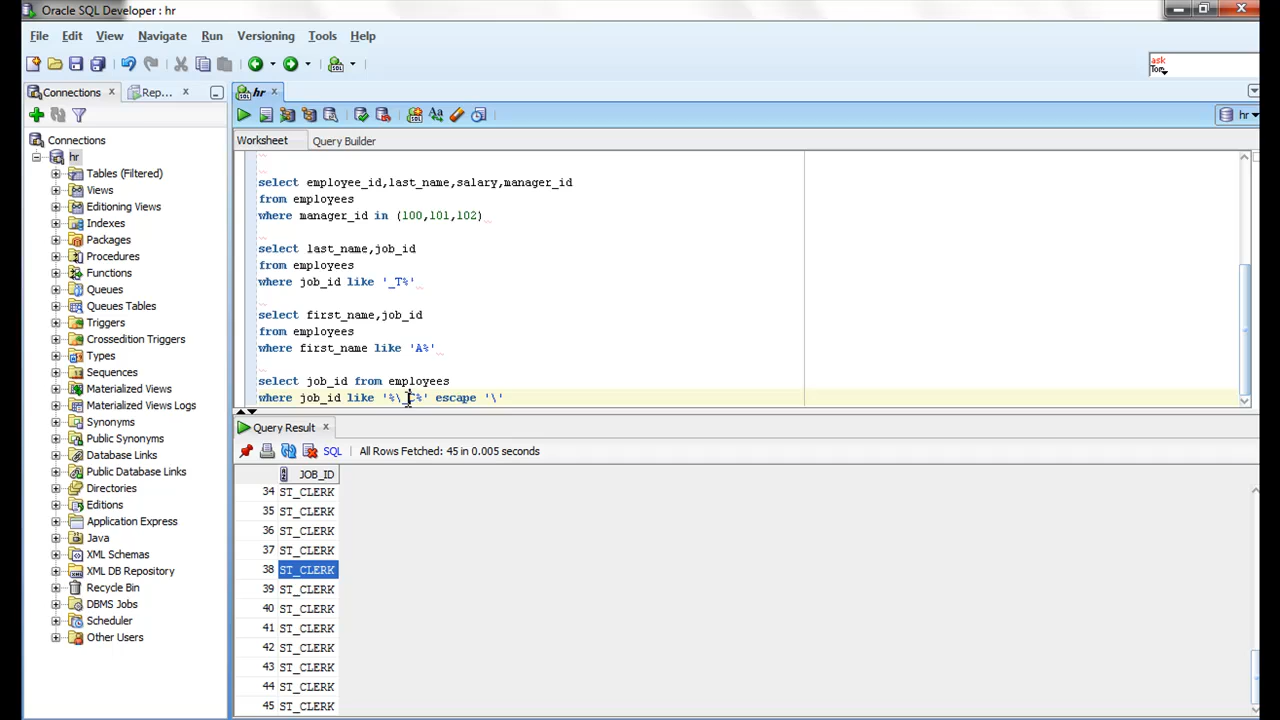 Oracle SQL Developer : hr
File Edit View Navigate Run Versioning Tools Help
ask
Tom
Connections
Rep...
hr
hr
Worksheet
Query Builder
Connections
hr
Tables (Filtered)
Views
Editioning Views
Indexes
Packages
Procedures
Functions
Queues
Queues Tables
Triggers
Crossedition Triggers
Types
Sequences
Materialized Views
Materialized Views Logs
Synonyms
Public Synonyms
Database Links
Public Database Links
Directories
Editions
Application Express
Java
XML Schemas
XML DB Repository
Recycle Bin
DBMS Jobs
Scheduler
Other Users
select employee_id,last_name,salary,manager_id
from employees
where manager_id in (100,101,102)
select last_name,job_id
from employees
where job_id like '_T%'
select first_name,job_id
from employees
where first_name like 'A%'
select job_id from employees
where job_id like '%\_C%' escape '\'
Query Result
SQL All Rows Fetched: 45 in 0.005 seconds
JOB_ID
34 ST_CLERK
35 ST_CLERK
36 ST_CLERK
37 ST_CLERK
38 ST_CLERK
39 ST_CLERK
40 ST_CLERK
41 ST_CLERK
42 ST_CLERK
43 ST_CLERK
44 ST_CLERK
45 ST_CLERK